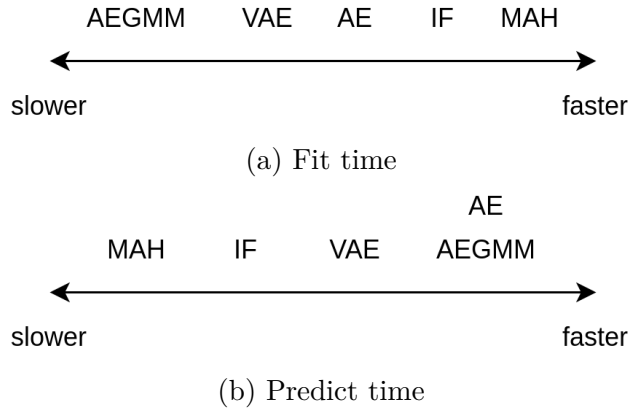 AEGMM VAE AE IF MAH
slower faster
(a) Fit time
AE
MAH IF VAE AEGMM
slower faster
(b) Predict time